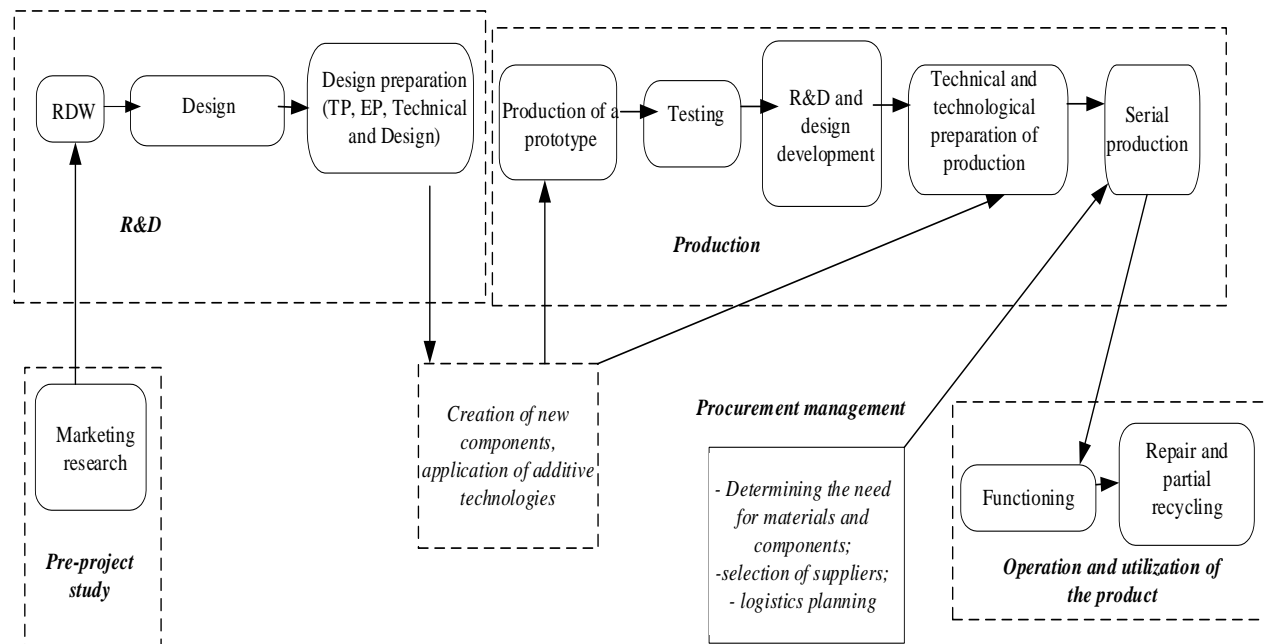 RDW
Design
Design preparation
(TP, EP, Technical
and Design)
R&D
Production of a
prototype
Testing
R&D and
design
development
Technical and
technological
preparation of
production
Serial
production
Production
Marketing
research
Pre-project
study
Creation of new
components,
application of additive
technologies
Procurement management
- Determining the need
for materials and
components;
-selection of suppliers;
- logistics planning
Functioning
Repair and
partial
recycling
Operation and utilization of
the product